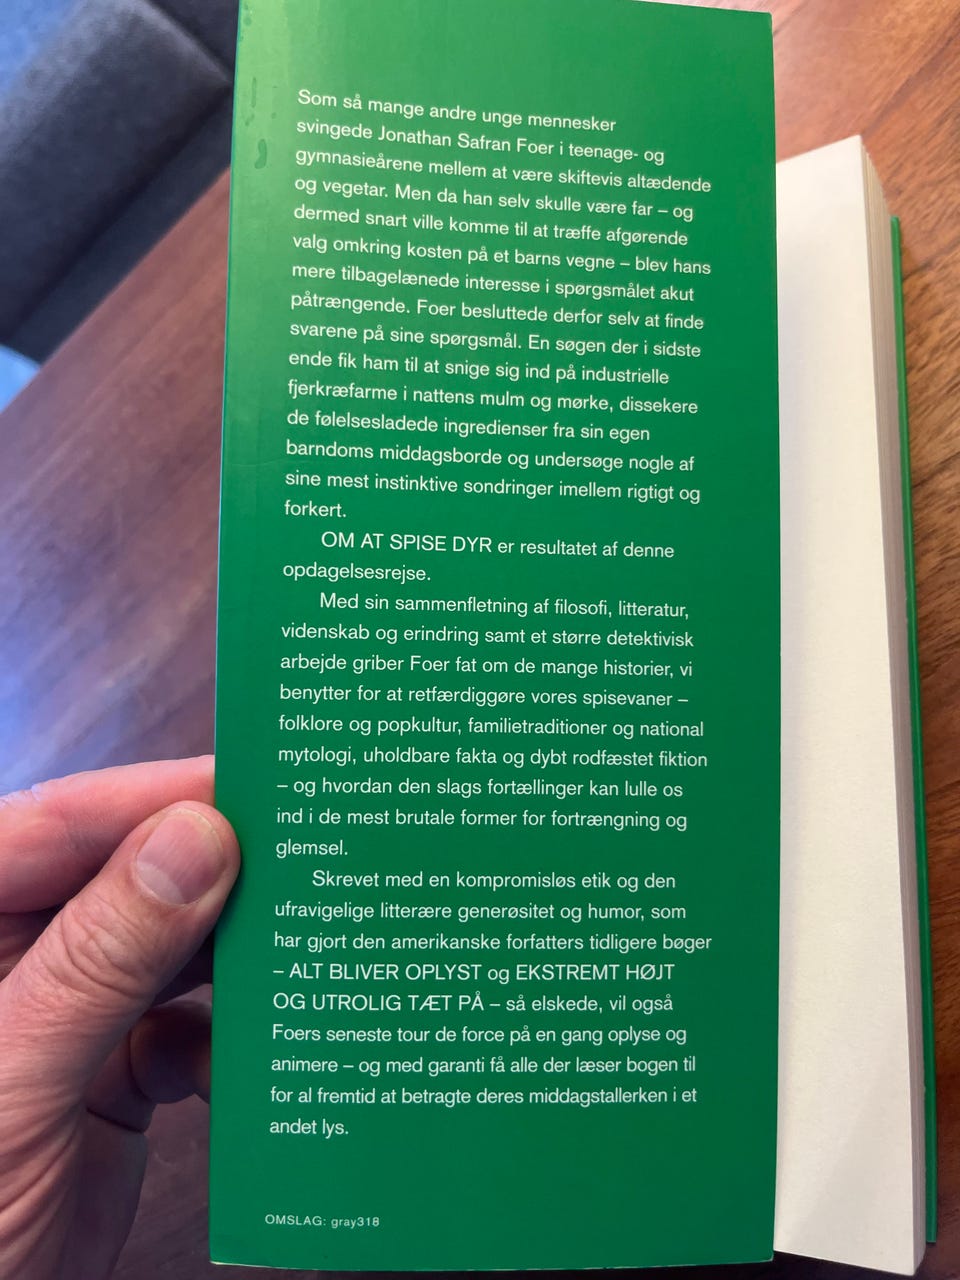 Som så mange andre unge mennesker
svingede Jonathan Safran Foer i teenage- og
gymnasieårene mellem at være skiftevis altædende
og vegetar. Men da han selv skulle være far – og
dermed snart ville komme til at træffe afgørende
valg omkring kosten på et barns vegne – blev hans
mere tilbagelænede interesse i spørgsmålet akut
påtrængende. Foer besluttede derfor selv at finde
svarene på sine spørgsmål. En søgen der i sidste
ende fik ham til at snige sig ind på industrielle
fjerkræfarme i nattens mulm og mørke, dissekere
de følelsesladede ingredienser fra sin egen
barndoms middagsborde og undersøge nogle af
sine mest instinktive sondringer imellem rigtigt og
forkert.
OM AT SPISE DYR er resultatet af denne
opdagelsesrejse.
Med sin sammenfletning af filosofi, litteratur,
videnskab og erindring samt et større detektivisk
arbejde griber Foer fat om de mange historier, vi
benytter for at retfærdiggøre vores spisevaner –
folklore og popkultur, familietraditioner og national
mytologi, uholdbare fakta og dybt rodfæstet fiktion
– og hvordan den slags fortællinger kan lulle os
ind i de mest brutale former for fortrængning og
glemsel.
Skrevet med en kompromisløs etik og den
ufravigelige litterære generøsitet og humor, som
har gjort den amerikanske forfatters tidligere bøger
– ALT BLIVER OPLYST og EKSTREMT HØJT
OG UTROLIG TÆT PÅ – så elskede, vil også
Foers seneste tour de force på en gang oplyse og
animere – og med garanti få alle der læser bogen til
for al fremtid at betragte deres middagstallerken i et
andet lys.
OMSLAG: gray318